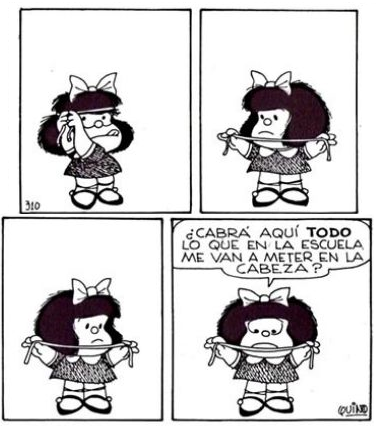 310
¿CABRÁ AQUÍ TODO
LO QUE EN LA ESCUELA
ME VAN A METER EN LA
CABEZA?
QUINO